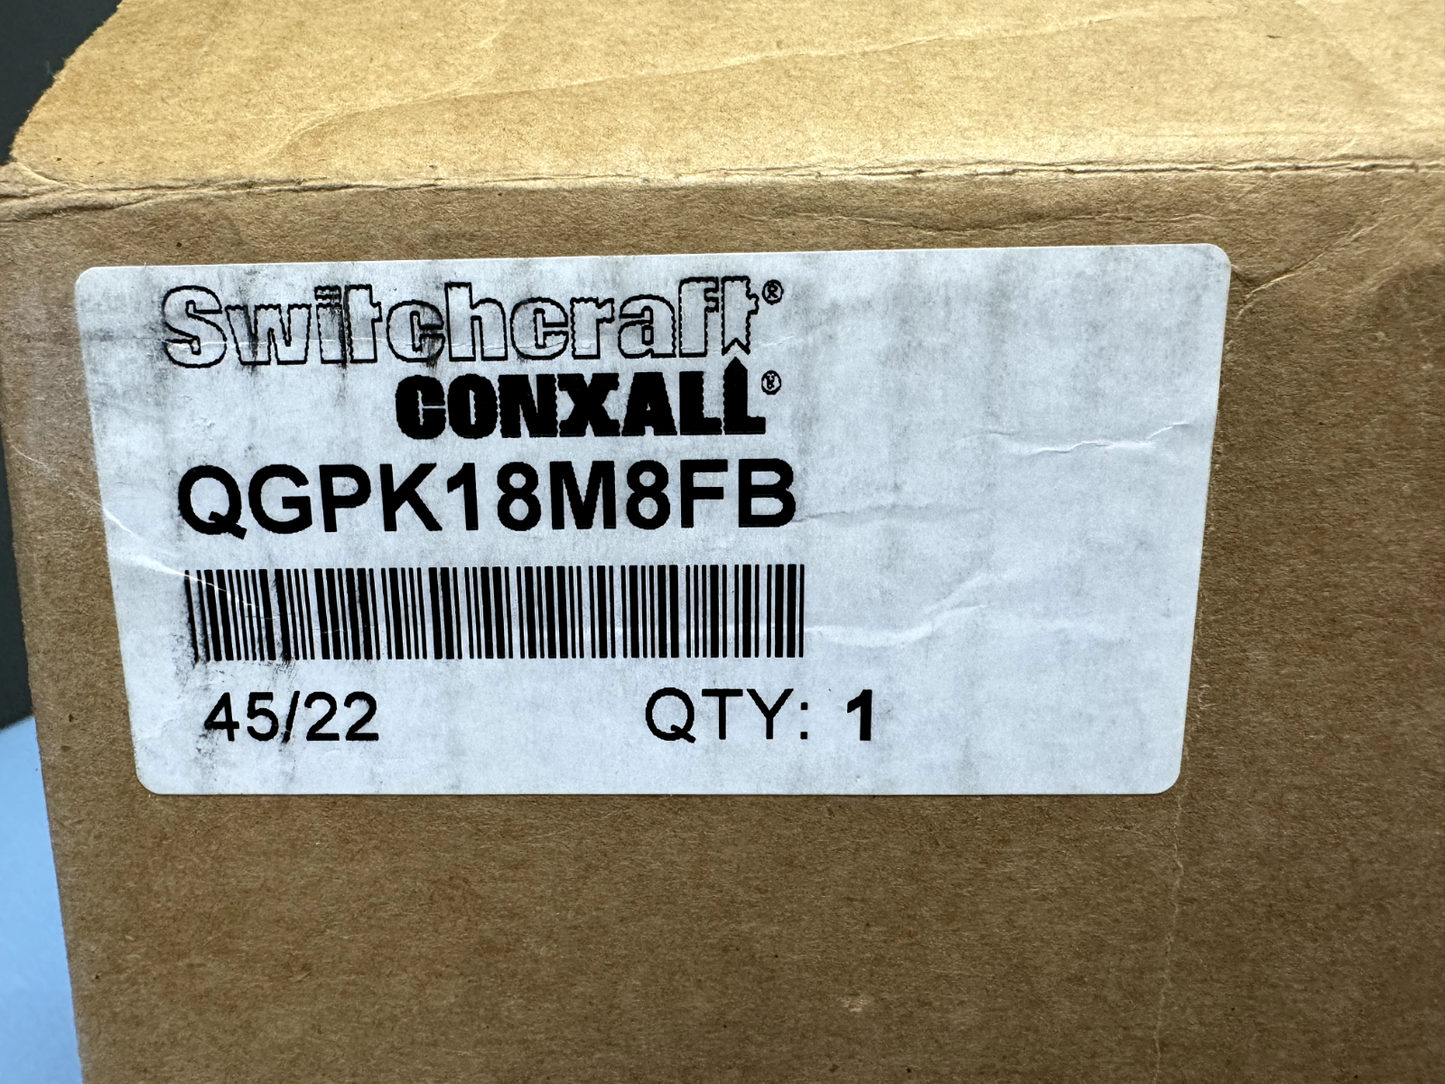 Switchcraft®
CONXALL®
QGPK18M8FB
45/22 QTY: 1